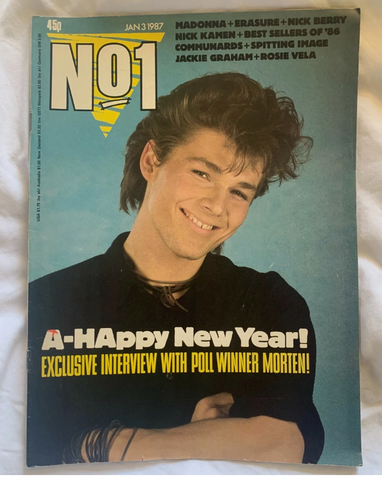 45p
JAN 3 1987
No1
MADONNA+ERASURE+NICK BERRY
NICK KAMEN+BEST SELLERS OF '86
COMMUNARDS+SPITTING IMAGE
JACKIE GRAHAM+ROSIE VELA
A-HAppy New Year!
EXCLUSIVE INTERVIEW WITH POLL WINNER MORTEN!